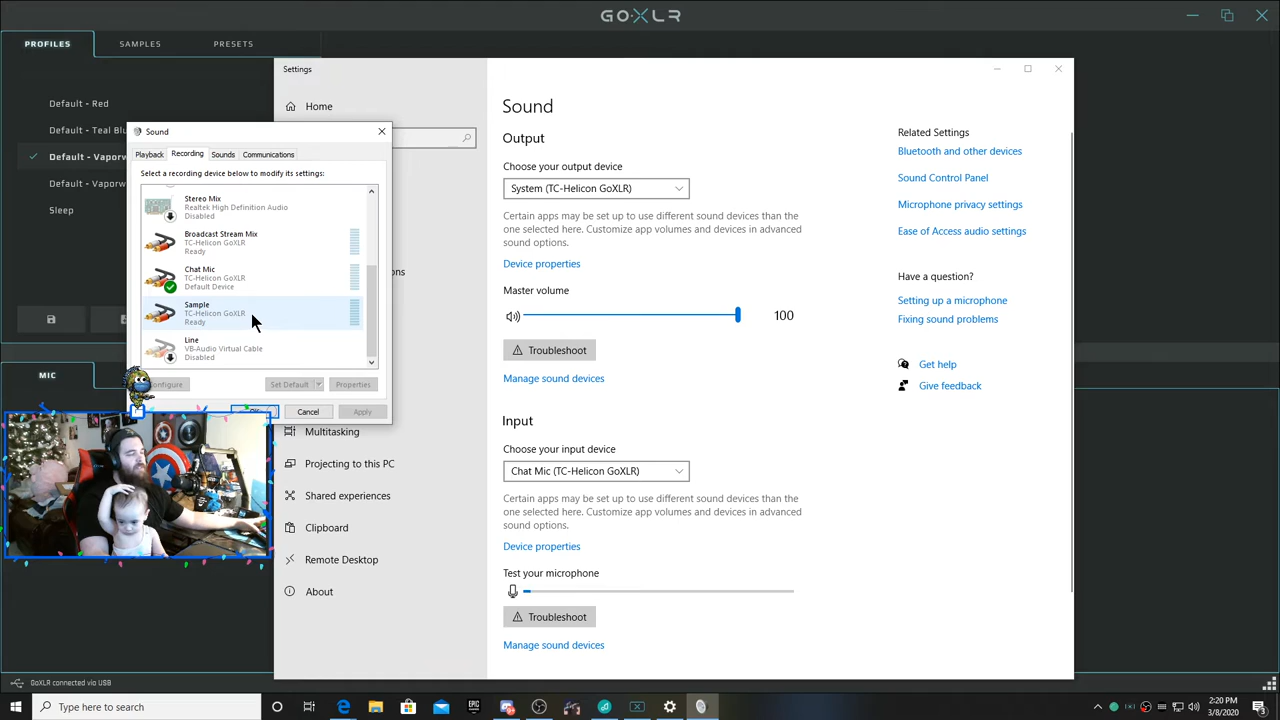 GOXLR
PROFILES
SAMPLES
PRESETS
Default - Red
Default - Teal Blu
Default - Vaporw
Default - Vaporw
Sleep
MIC
GoXLR connected via USB
Settings
Home
ons
Multitasking
Projecting to this PC
Shared experiences
Clipboard
Remote Desktop
About
Sound
Playback
Recording
Sounds
Communications
Select a recording device below to modify its settings:
Stereo Mix
Realtek High Definition Audio
Disabled
Broadcast Stream Mix
TC-Helicon GoXLR
Ready
Chat Mic
TC-Helicon GoXLR
Default Device
Sample
TC-Helicon GoXLR
Ready
Line
VB-Audio Virtual Cable
Disabled
onfigure
Set Default
Properties
Cancel
Apply
Sound
Output
Choose your output device
System (TC-Helicon GoXLR)
Certain apps may be set up to use different sound devices than the
one selected here. Customize app volumes and devices in advanced
sound options.
Device properties
Master volume
100
Troubleshoot
Manage sound devices
Input
Choose your input device
Chat Mic (TC-Helicon GoXLR)
Certain apps may be set up to use different sound devices than the
one selected here. Customize app volumes and devices in advanced
sound options.
Device properties
Test your microphone
Troubleshoot
Manage sound devices
Related Settings
Bluetooth and other devices
Sound Control Panel
Microphone privacy settings
Ease of Access audio settings
Have a question?
Setting up a microphone
Fixing sound problems
Get help
Give feedback
Type here to search
EPIC
2:20 PM
3/8/2020